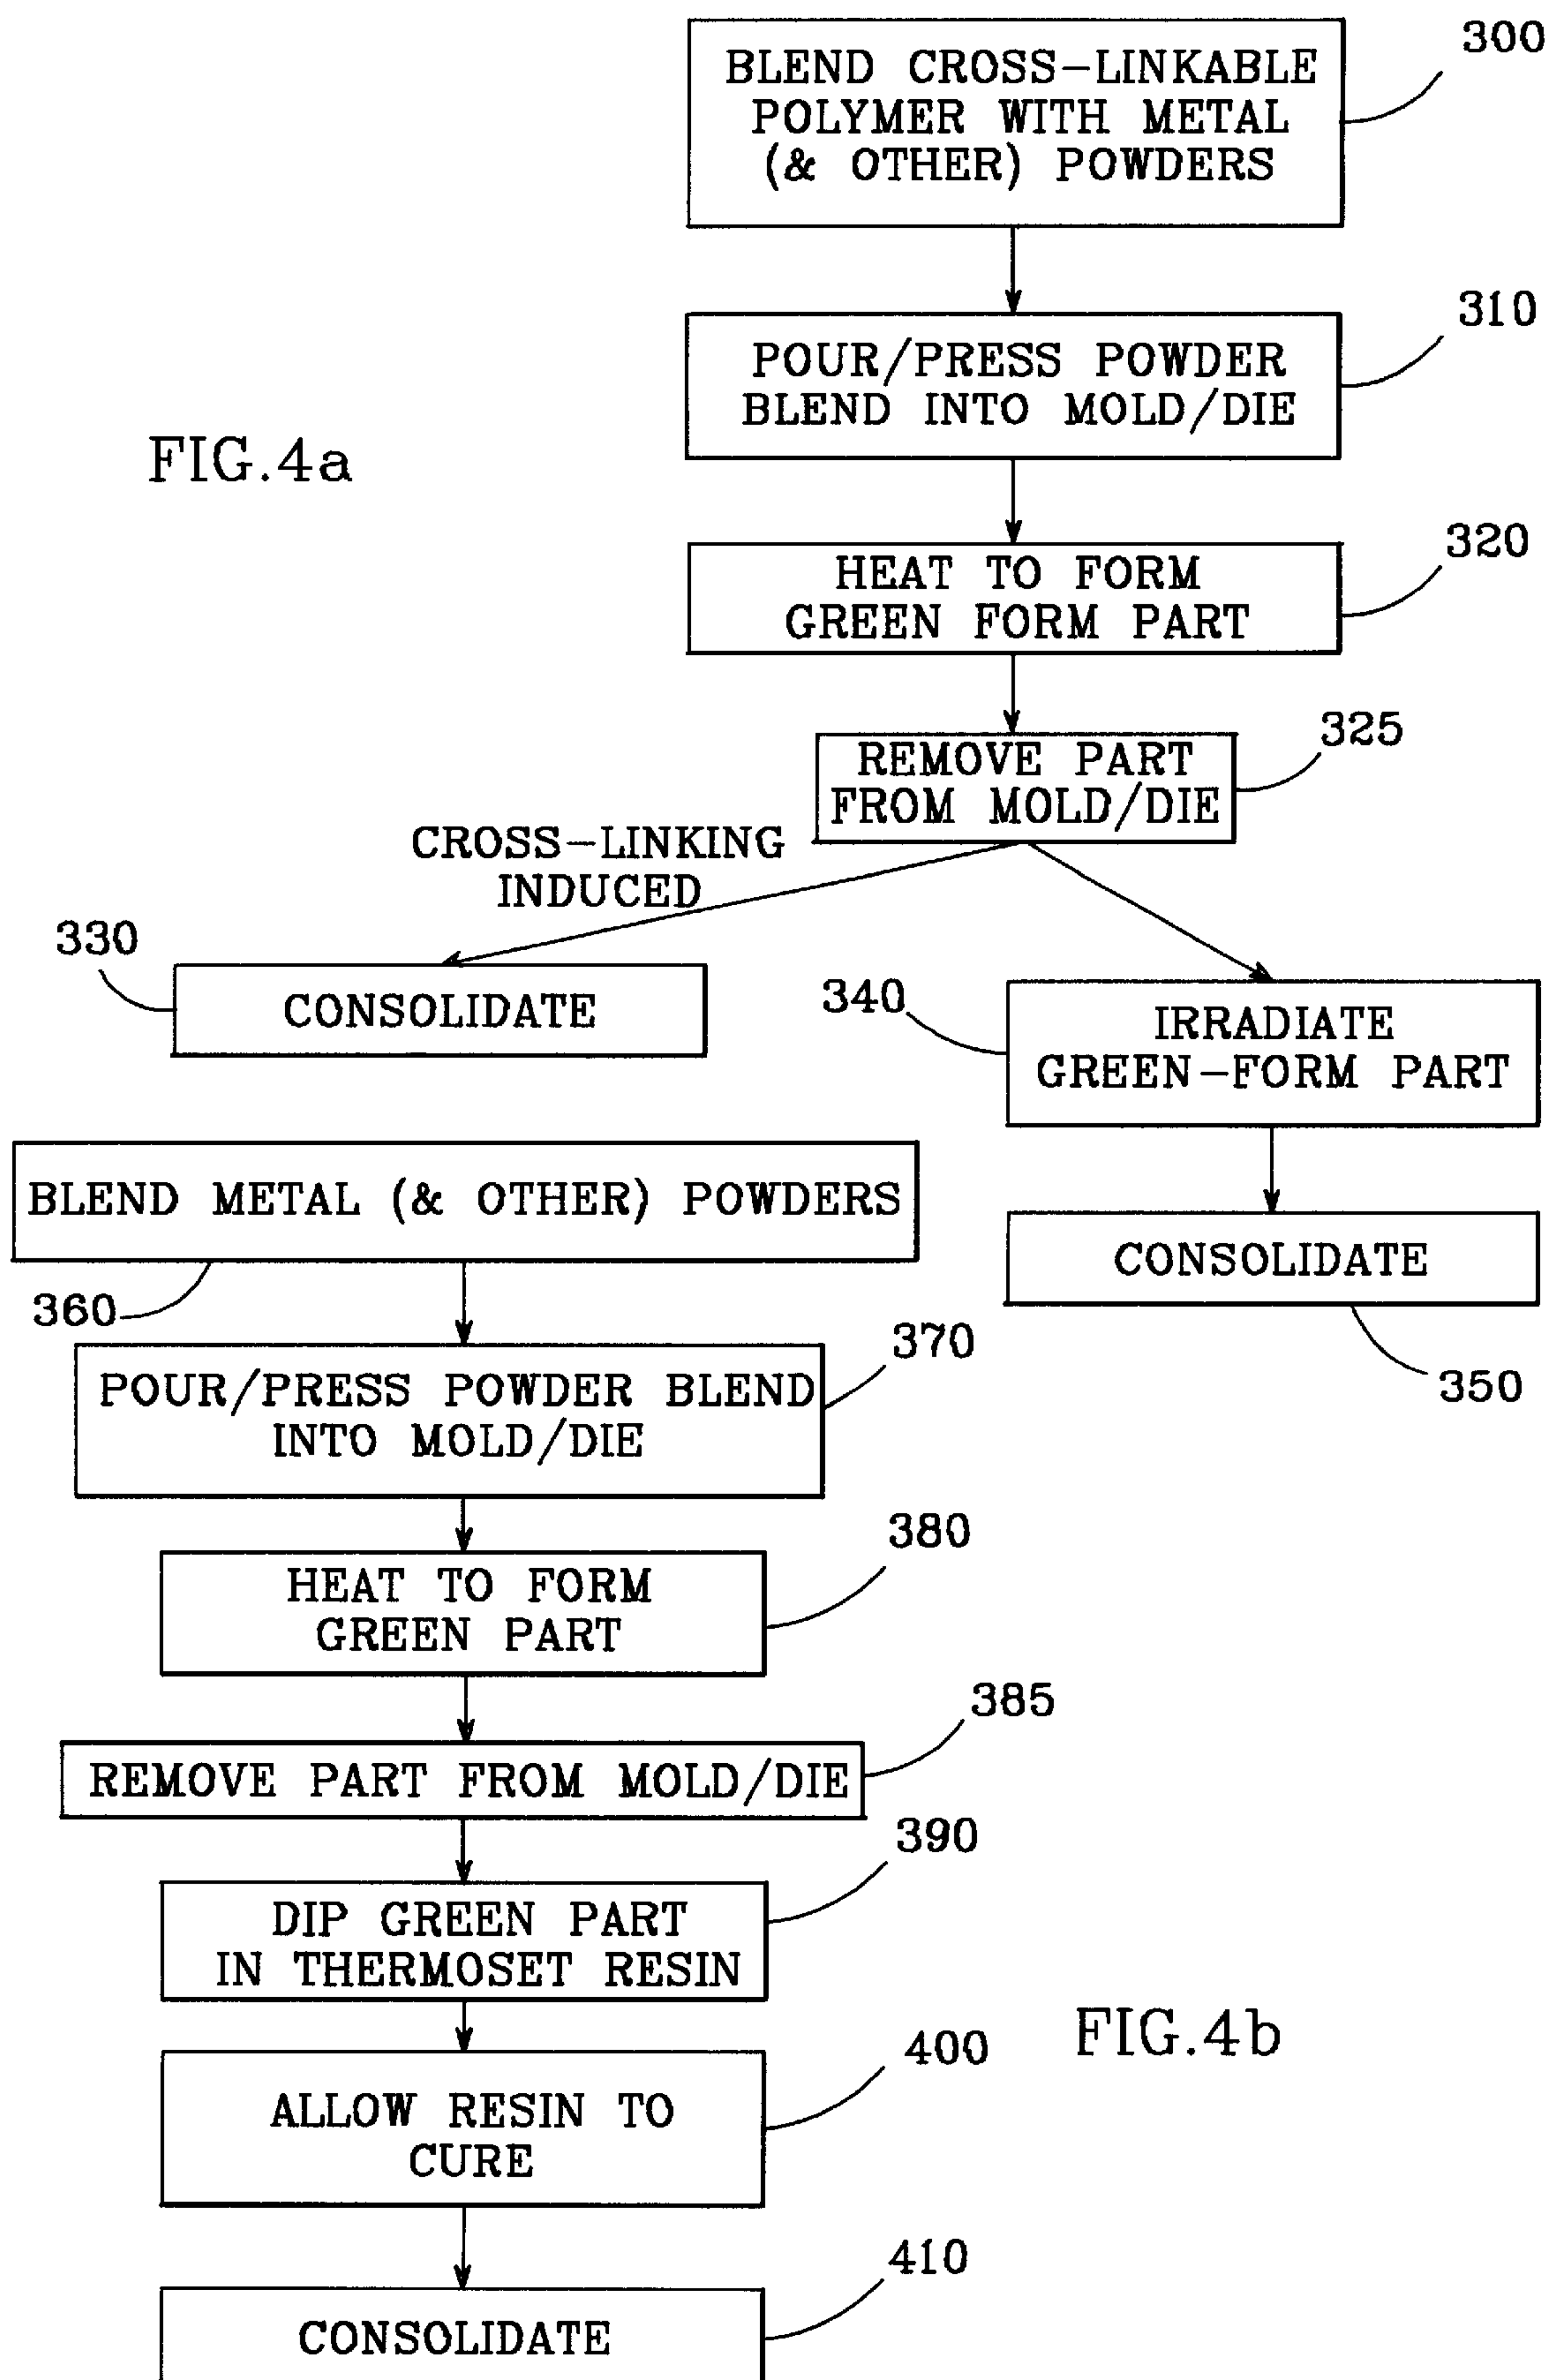 300
BLEND CROSS-LINKABLE
POLYMER WITH METAL
(& OTHER) POWDERS
310
POUR/PRESS POWDER
BLEND INTO MOLD/DIE
FIG.4a
320
HEAT TO FORM
GREEN FORM PART
325
REMOVE PART
FROM MOLD/DIE
CROSS-LINKING
INDUCED
330
CONSOLIDATE
340
IRRADIATE
GREEN-FORM PART
CONSOLIDATE
350
BLEND METAL (& OTHER) POWDERS
360
370
POUR/PRESS POWDER BLEND
INTO MOLD/DIE
380
HEAT TO FORM
GREEN PART
385
REMOVE PART FROM MOLD/DIE
390
DIP GREEN PART
IN THERMOSET RESIN
FIG.4b
400
ALLOW RESIN TO
CURE
410
CONSOLIDATE